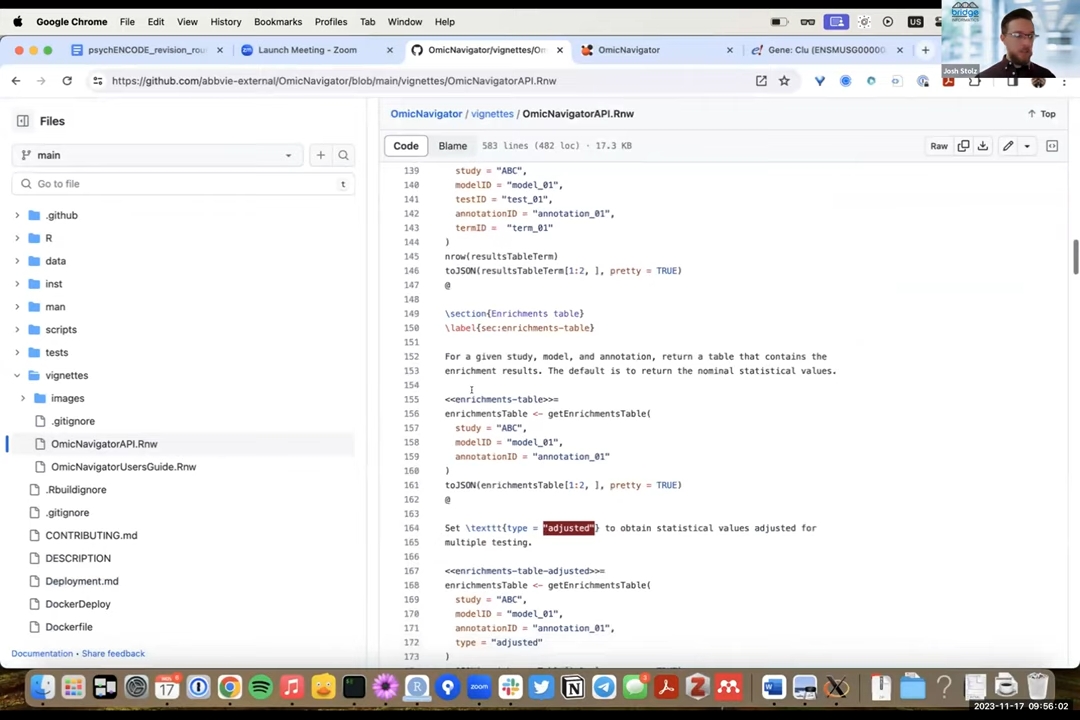 Google Chrome File Edit View History Bookmarks Profiles Tab Window Help US
bridge
INFORMATICS
Josh Stolz
psychENCODE_revision_rou
Launch Meeting - Zoom
OmicNavigator/vignettes/On
OmicNavigator
Gene: Clu (ENSMUSG00000
https://github.com/abbvie-external/OmicNavigator/blob/main/vignettes/OmicNavigatorAPI.Rnw
Files
main
Go to file
t
.github
R
data
inst
man
scripts
tests
vignettes
images
.gitignore
OmicNavigatorAPI.Rnw
OmicNavigatorUsersGuide.Rnw
.Rbuildignore
.gitignore
CONTRIBUTING.md
DESCRIPTION
Deployment.md
DockerDeploy
Dockerfile
Documentation • Share feedback
OmicNavigator / vignettes / OmicNavigatorAPI.Rnw
Top
Code Blame 583 lines (482 loc) · 17.3 KB
Raw
139 study = "ABC",
140 modelID = "model_01",
141 testID = "test_01",
142 annotationID = "annotation_01",
143 termID = "term_01"
144 )
145 nrow(resultsTableTerm)
146 toJSON(resultsTableTerm[1:2, ], pretty = TRUE)
147 @
148
149 \section{Enrichments table}
150 \label{sec:enrichments-table}
151
152 For a given study, model, and annotation, return a table that contains the
153 enrichment results. The default is to return the nominal statistical values.
154
155 <<enrichments-table>>=
156 enrichmentsTable <- getEnrichmentsTable(
157 study = "ABC",
158 modelID = "model_01",
159 annotationID = "annotation_01"
160 )
161 toJSON(enrichmentsTable[1:2, ], pretty = TRUE)
162 @
163
164 Set \texttt{type = "adjusted"} to obtain statistical values adjusted for
165 multiple testing.
166
167 <<enrichments-table-adjusted>>=
168 enrichmentsTable <- getEnrichmentsTable(
169 study = "ABC",
170 modelID = "model_01",
171 annotationID = "annotation_01",
172 type = "adjusted"
173 )
17
zoom
2023-11-17 09:56:02